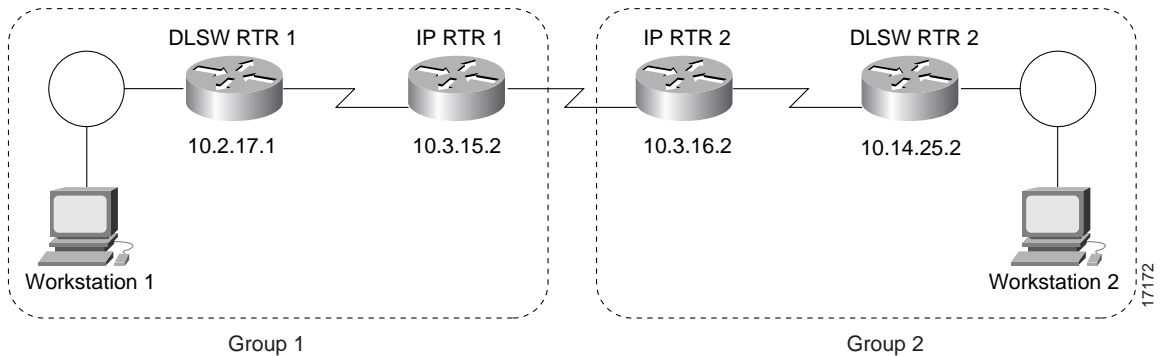 DLSW RTR 1
IP RTR 1
IP RTR 2
DLSW RTR 2
10.2.17.1
10.3.15.2
10.3.16.2
10.14.25.2
Workstation 1
Workstation 2
17172
Group 1
Group 2